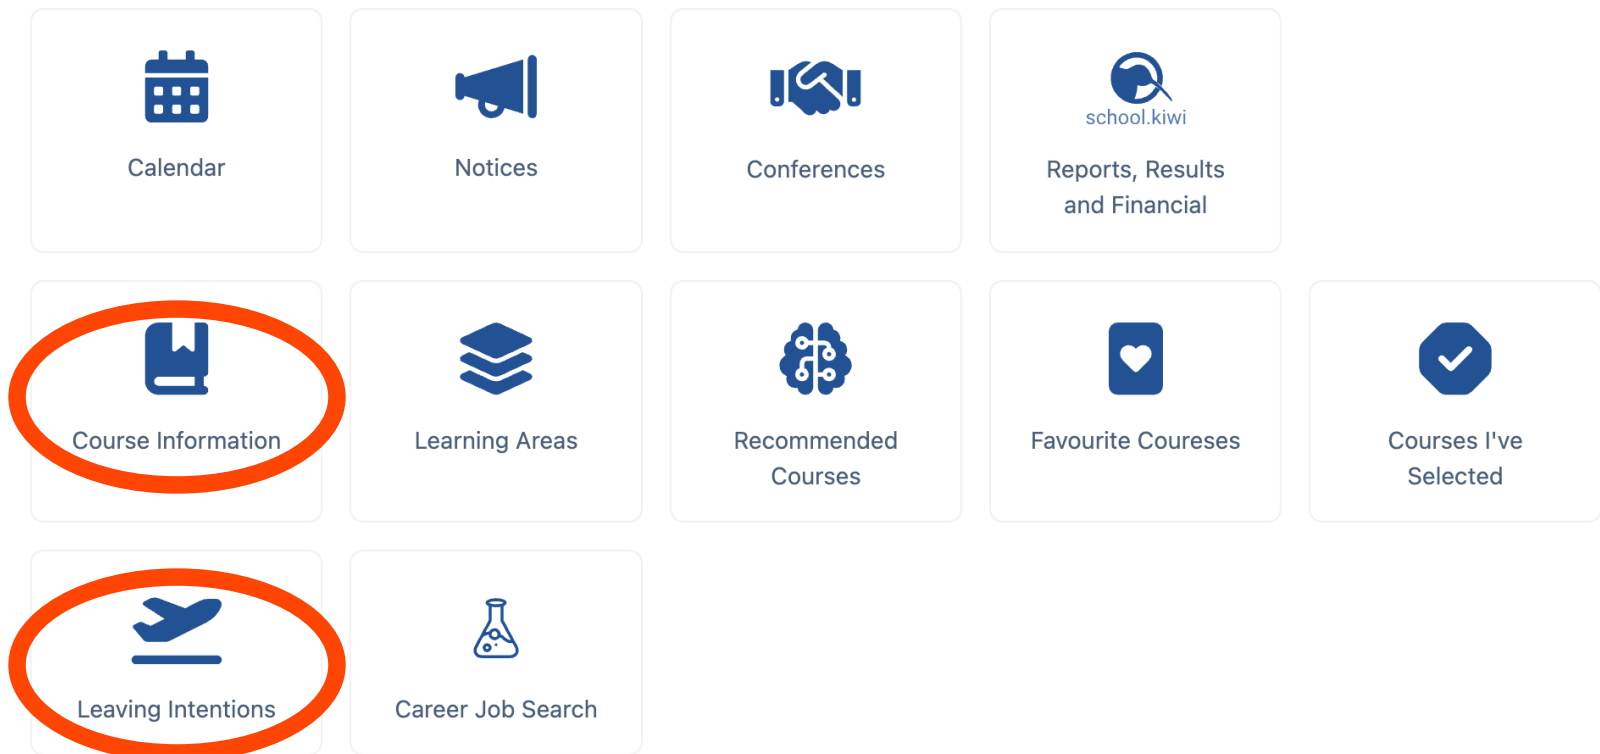 Calendar
Notices
Conferences
school.kiwi
Reports, Results
and Financial
Course Information
Learning Areas
Recommended
Courses
Favourite Coureses
Courses I've
Selected
Leaving Intentions
Career Job Search